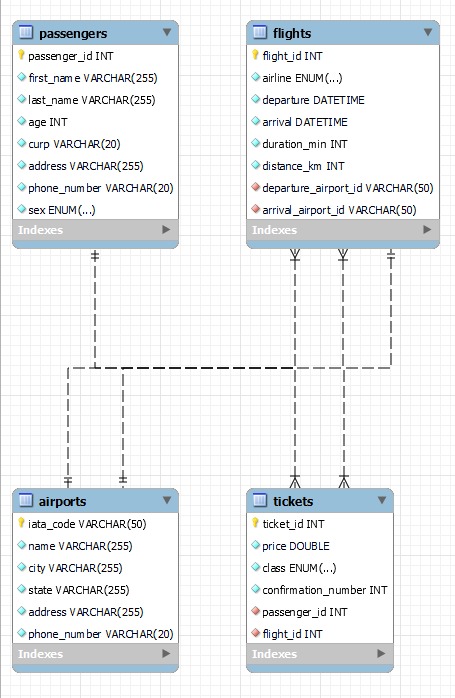 passengers
passenger_id INT
first_name VARCHAR(255)
last_name VARCHAR(255)
age INT
curp VARCHAR(20)
address VARCHAR(255)
phone_number VARCHAR(20)
sex ENUM(...)
Indexes
flights
flight_id INT
airline ENUM(...)
departure DATETIME
arrival DATETIME
duration_min INT
distance_km INT
departure_airport_id VARCHAR(50)
arrival_airport_id VARCHAR(50)
Indexes
airports
iata_code VARCHAR(50)
name VARCHAR(255)
city VARCHAR(255)
state VARCHAR(255)
address VARCHAR(255)
phone_number VARCHAR(20)
Indexes
tickets
ticket_id INT
price DOUBLE
class ENUM(...)
confirmation_number INT
passenger_id INT
flight_id INT
Indexes